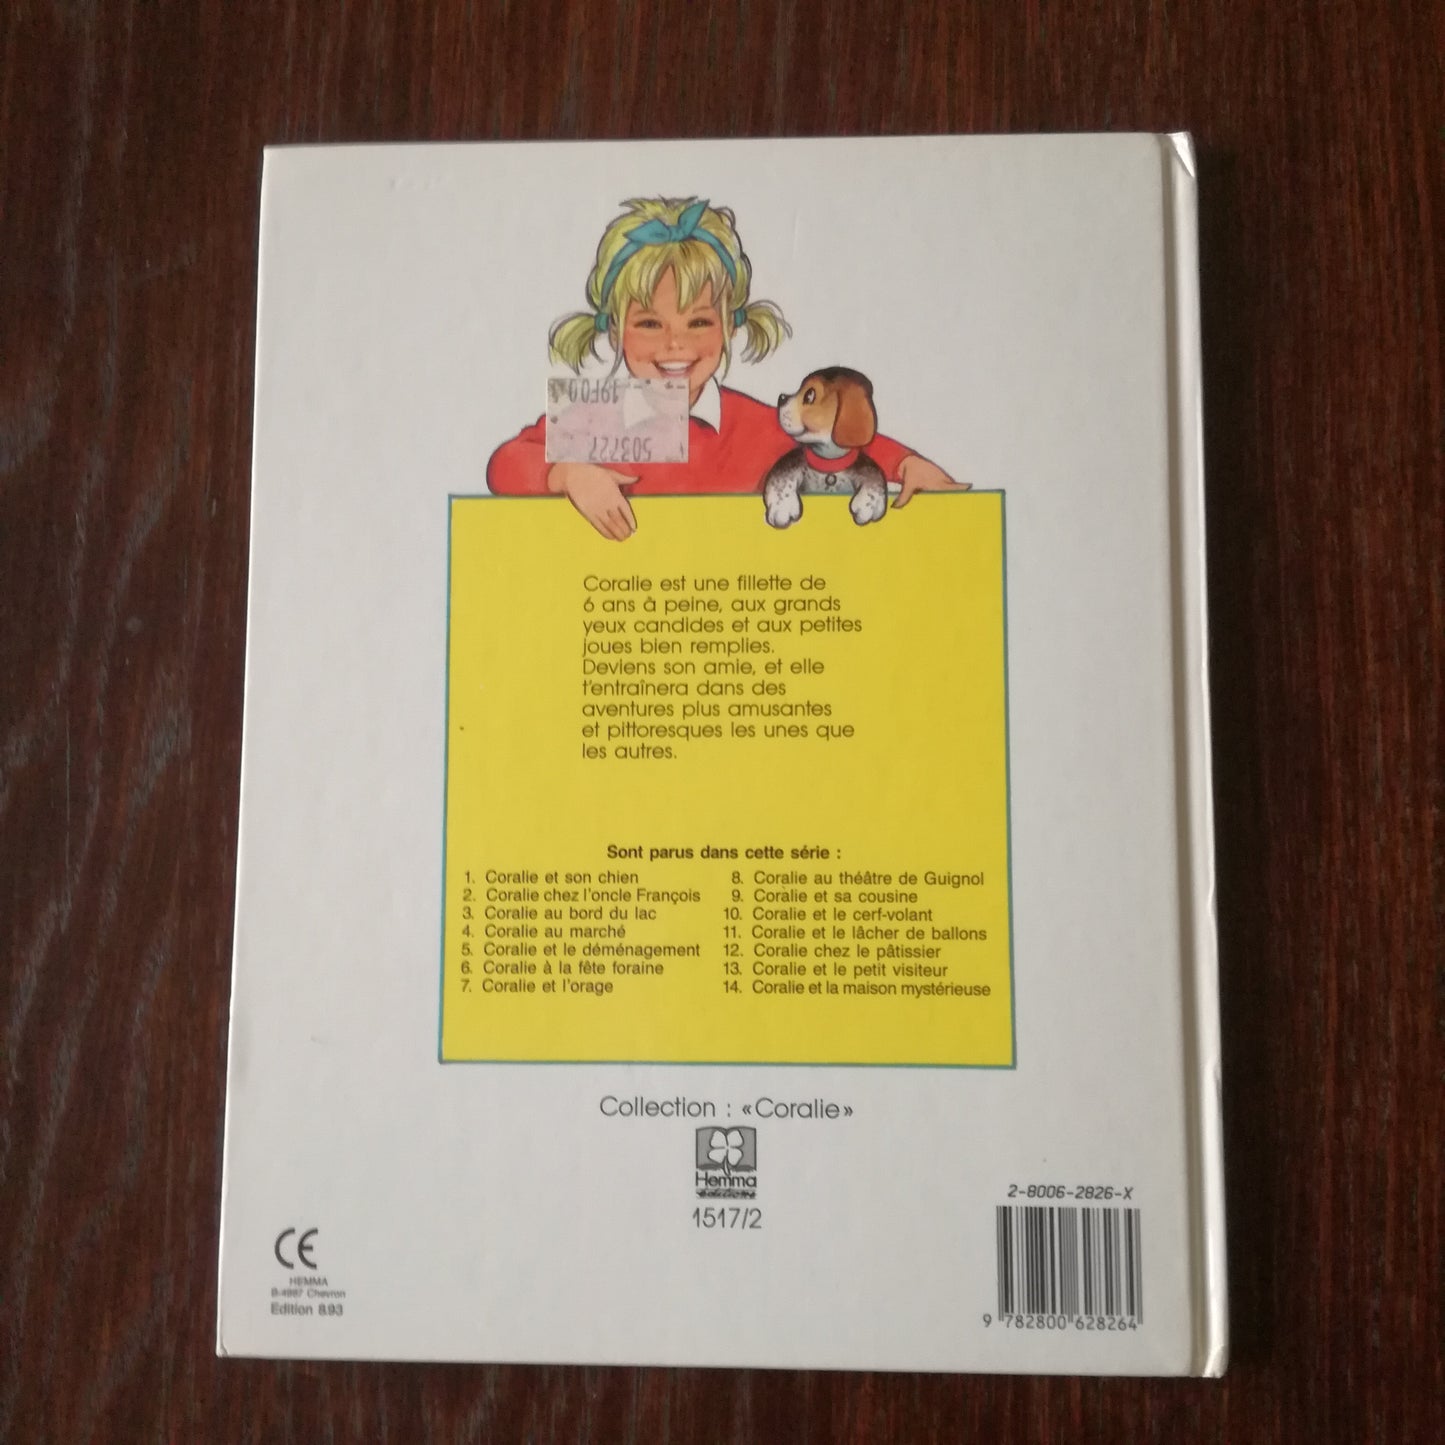 19F00
503727
Coralie est une fillette de
6 ans à peine, aux grands
yeux candides et aux petites
joues bien remplies.
Deviens son amie, et elle
t'entraînera dans des
aventures plus amusantes
et pittoresques les unes que
les autres.
Sont parus dans cette série :
1. Coralie et son chien
2. Coralie chez l'oncle François
3. Coralie au bord du lac
4. Coralie au marché
5. Coralie et le déménagement
6. Coralie à la fête foraine
7. Coralie et l'orage
8. Coralie au théâtre de Guignol
9. Coralie et sa cousine
10. Coralie et le cerf-volant
11. Coralie et le lâcher de ballons
12. Coralie chez le pâtissier
13. Coralie et le petit visiteur
14. Coralie et la maison mystérieuse
Collection : «Coralie»
Hemma
éditions
1517/2
CE
HEMMA
B-4987 Chevron
Edition 8.93
2-8006-2826-X
9 782800 628264